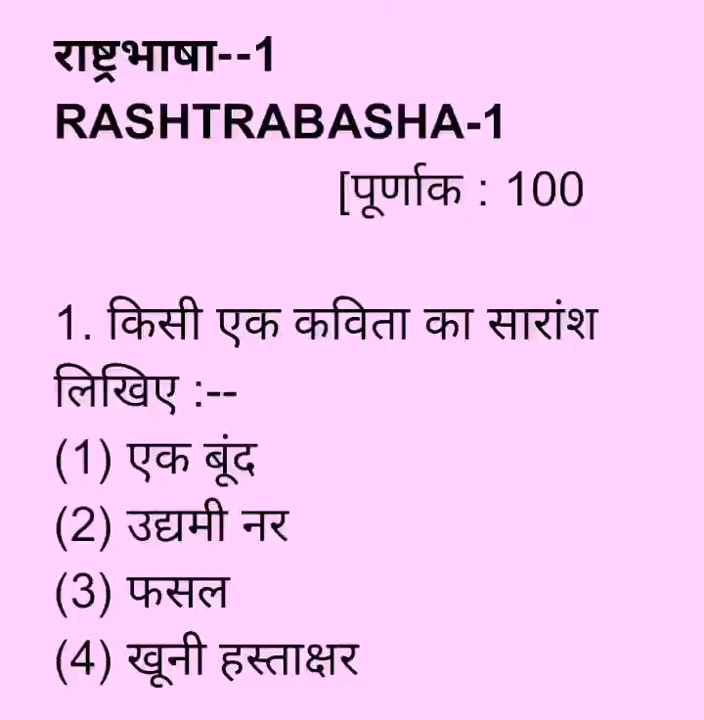 राष्ट्रभाषा--1
RASHTRABASHA-1
[पूर्णाक : 100
1. किसी एक कविता का सारांश
लिखिए :--
(1) एक बूंद
(2) उद्यमी नर
(3) फसल
(4) खूनी हस्ताक्षर